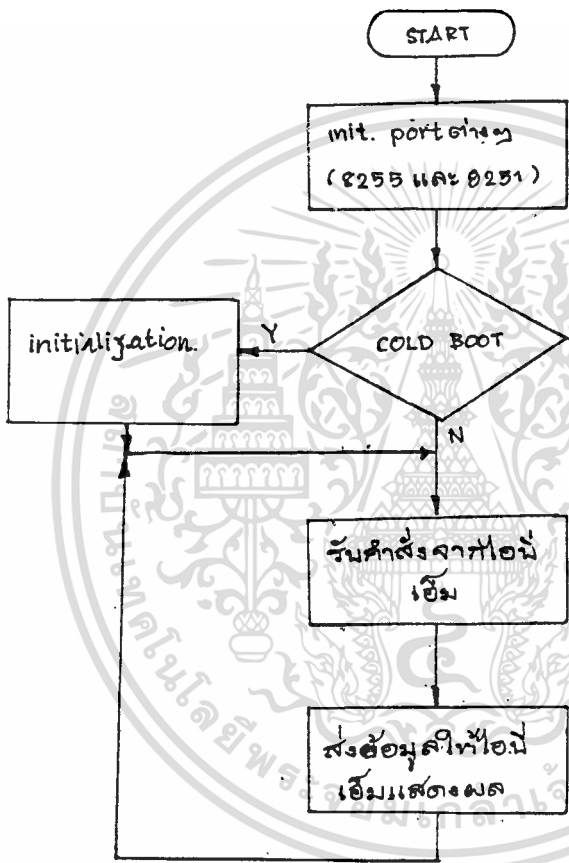 START
init. port ต่างๆ
(8255 และ 8251)
COLD BOOT
Y
initialization.
N
รับคำสั่งจากไอบี
เอ็ม
ส่งข้อมูลให้ไอบี
เอ็มแสดงผล